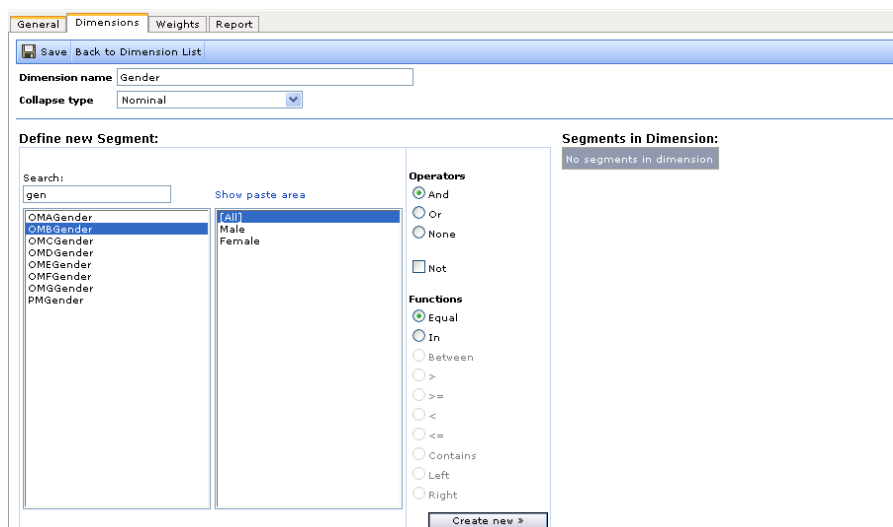 General Dimensions Weights Report
Save Back to Dimension List
Dimension name Gender
Collapse type Nominal
Define new Segment:
Search:
gen
Show paste area
OMAGender
OMBGender
OMCGender
OMDGender
OMEGender
OMFGender
OMGGender
PMGender
[All]
Male
Female
Operators
And
Or
None
Not
Functions
Equal
In
Between
>
>=
<
<=
Contains
Left
Right
Create new »
Segments in Dimension:
No segments in dimension